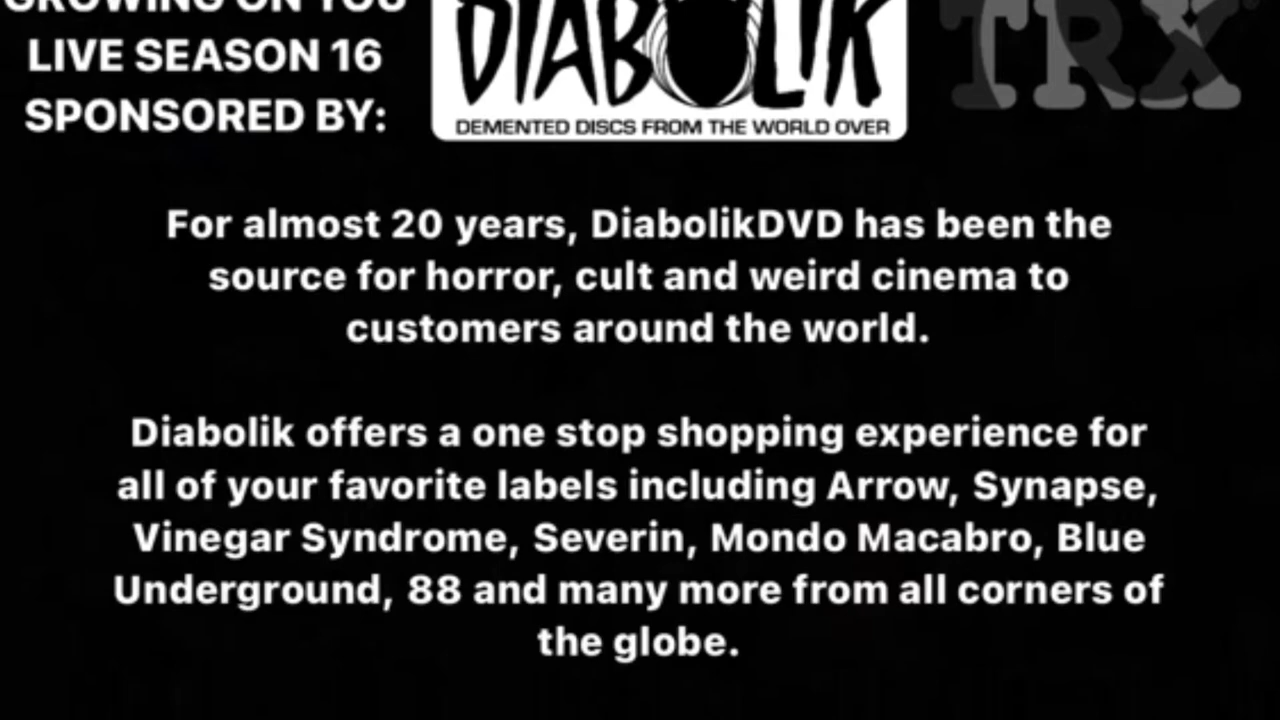 GROWING ON YOU
LIVE SEASON 16
SPONSORED BY:
DIABOLIK
DEMENTED DISCS FROM THE WORLD OVER
TRX
For almost 20 years, DiabolikDVD has been the
source for horror, cult and weird cinema to
customers around the world.
Diabolik offers a one stop shopping experience for
all of your favorite labels including Arrow, Synapse,
Vinegar Syndrome, Severin, Mondo Macabro, Blue
Underground, 88 and many more from all corners of
the globe.